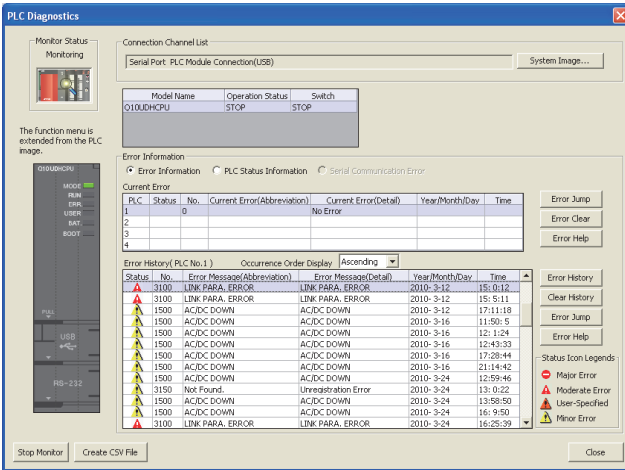 PLC Diagnostics
Monitor Status
Monitoring
Connection Channel List
Serial Port PLC Module Connection(USB)
System Image...
Model Name Operation Status Switch
Q10UDHCPU STOP STOP
The function menu is
extended from the PLC
image.
Q10UDHCPU
MODE
RUN
ERR.
USER
BAT.
BOOT
PULL
USB
RS-232
Error Information
Error Information PLC Status Information Serial Communication Error
Current Error
PLC Status No. Current Error(Abbreviation) Current Error(Detail) Year/Month/Day Time
1 0 No Error
2
3
4
Error Jump
Error Clear
Error Help
Error History( PLC No.1 ) Occurrence Order Display Ascending
Status No. Error Message(Abbreviation) Error Message(Detail) Year/Month/Day Time
3100 LINK PARA. ERROR LINK PARA. ERROR 2010- 3-12 15: 0:12
3100 LINK PARA. ERROR LINK PARA. ERROR 2010- 3-12 15: 5:11
1500 AC/DC DOWN AC/DC DOWN 2010- 3-12 17:11:18
1500 AC/DC DOWN AC/DC DOWN 2010- 3-16 11:50: 5
1500 AC/DC DOWN AC/DC DOWN 2010- 3-16 12: 1:24
1500 AC/DC DOWN AC/DC DOWN 2010- 3-16 12:43:33
1500 AC/DC DOWN AC/DC DOWN 2010- 3-16 17:28:44
1500 AC/DC DOWN AC/DC DOWN 2010- 3-16 21:14:42
1500 AC/DC DOWN AC/DC DOWN 2010- 3-24 12:59:46
3150 Not Found. Unregistration Error 2010- 3-24 13: 0:22
1500 AC/DC DOWN AC/DC DOWN 2010- 3-24 13:58:50
1500 AC/DC DOWN AC/DC DOWN 2010- 3-24 16: 9:50
3100 LINK PARA. ERROR LINK PARA. ERROR 2010- 3-24 16:25:39
Error History
Clear History
Error Jump
Error Help
Status Icon Legends
Major Error
Moderate Error
User-Specified
Minor Error
Stop Monitor
Create CSV File
Close